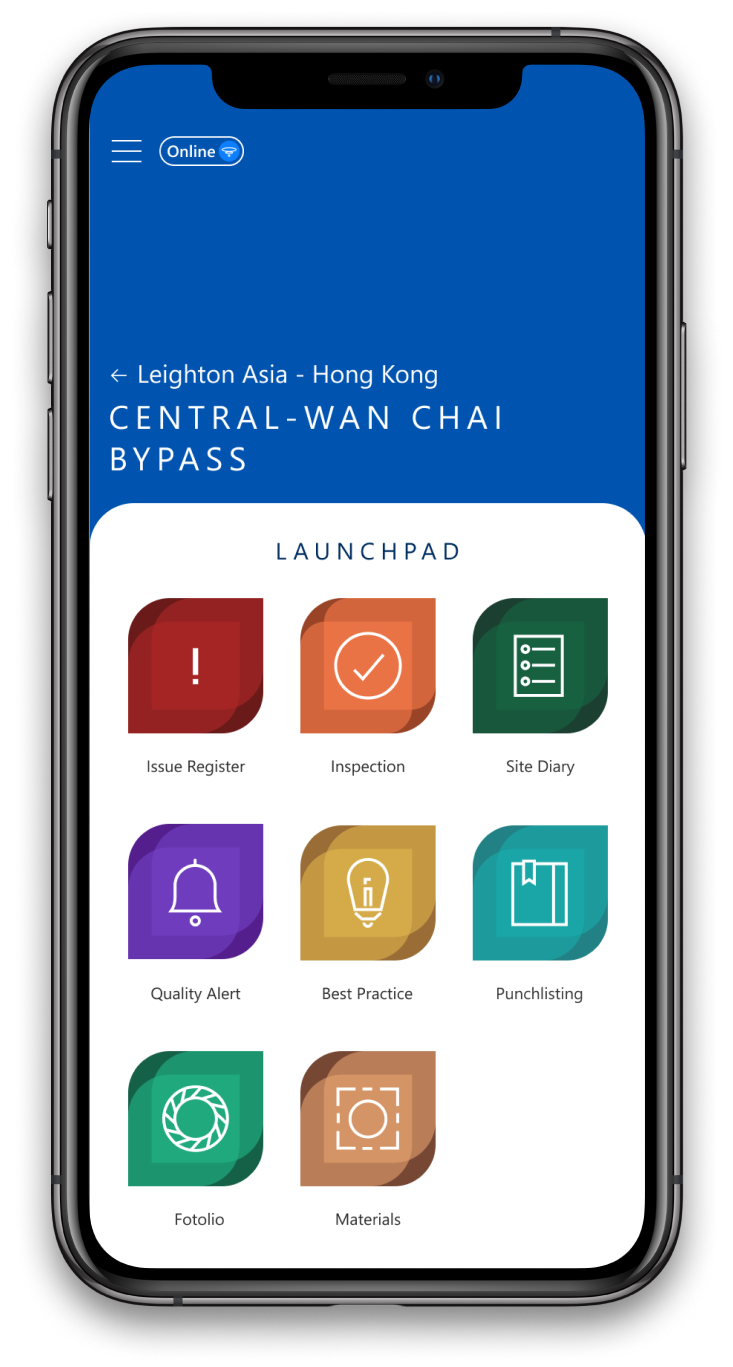 Online
← Leighton Asia - Hong Kong
CENTRAL-WAN CHAI
BYPASS
LAUNCHPAD
Issue Register
Inspection
Site Diary
Quality Alert
Best Practice
Punchlisting
Fotolio
Materials